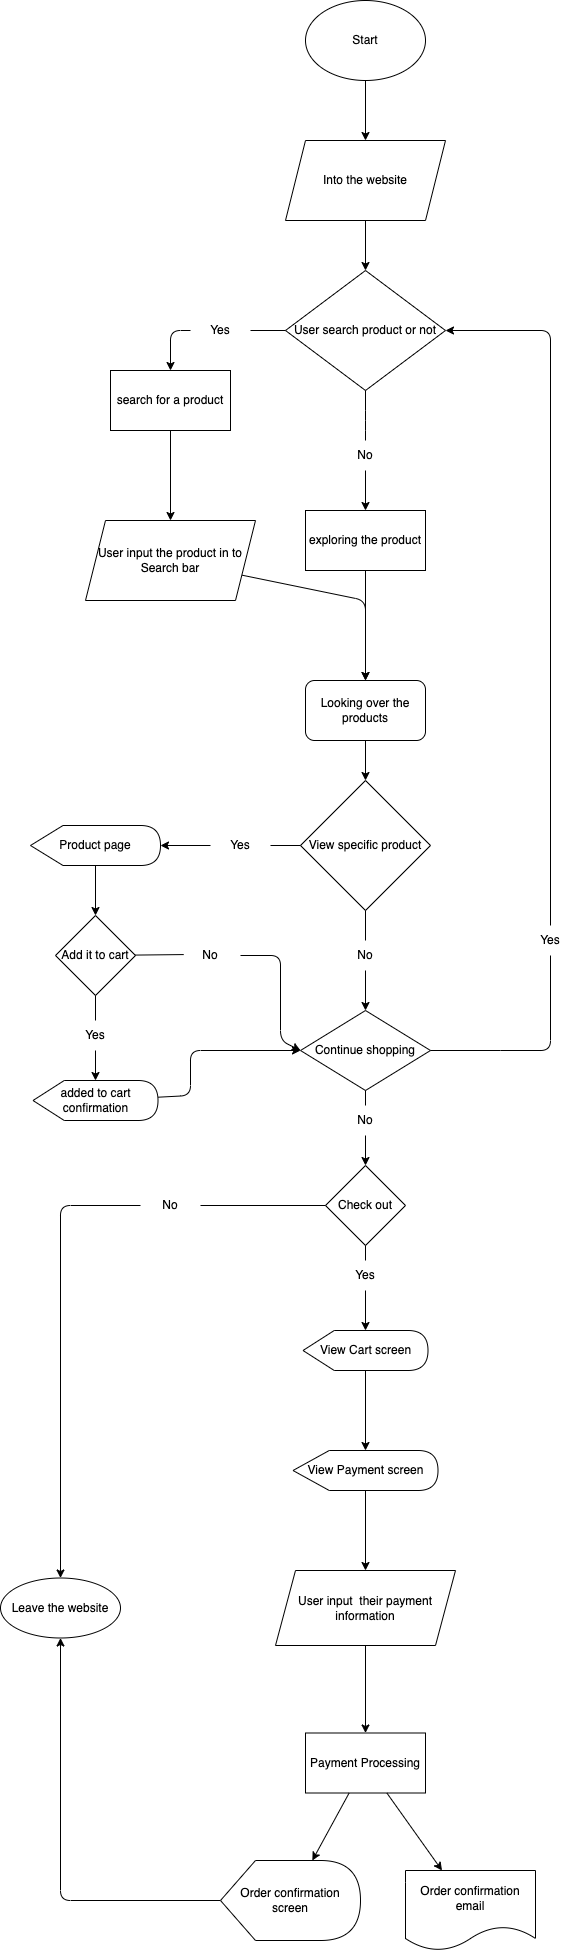 Start
Into the website
User search product or not
Yes
search for a product
No
exploring the product
User input the product in to
Search bar
Looking over the
products
View specific product
Yes
Product page
Add it to cart
No
No
Yes
Yes
Continue shopping
added to cart
confirmation
No
Check out
No
Yes
View Cart screen
View Payment screen
User input  their payment
information
Leave the website
Payment Processing
Order confirmation
screen
Order confirmation
email